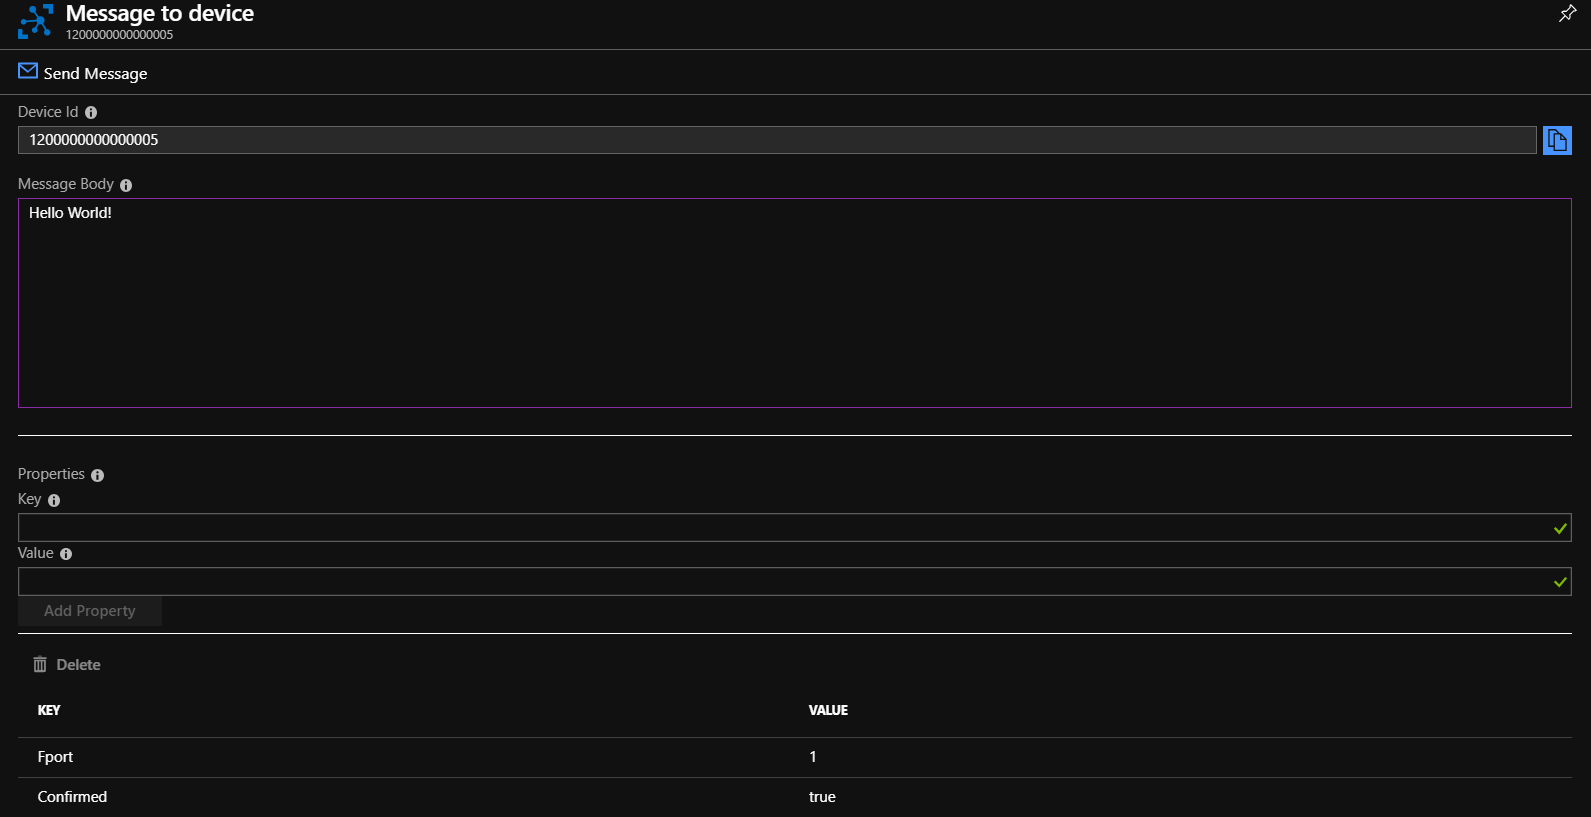 Message to device
1200000000000005
Send Message
Device Id
1200000000000005
Message Body
Hello World!
Properties
Key
Value
Add Property
Delete
KEY VALUE
Fport 1
Confirmed true